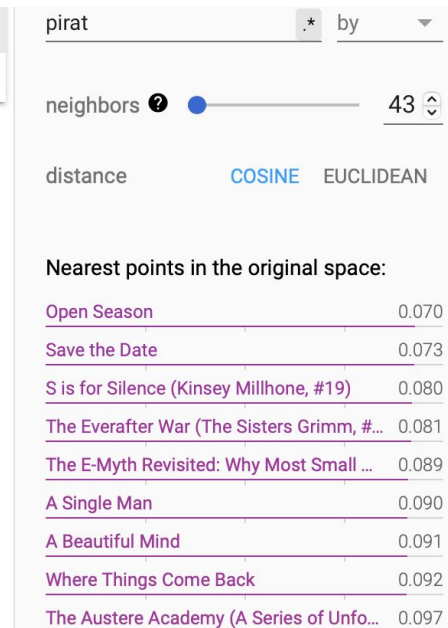 pirat .* by
neighbors ? 43
distance COSINE EUCLIDEAN
Nearest points in the original space:
Open Season 0.070
Save the Date 0.073
S is for Silence (Kinsey Millhone, #19) 0.080
The Everafter War (The Sisters Grimm, #... 0.081
The E-Myth Revisited: Why Most Small ... 0.089
A Single Man 0.090
A Beautiful Mind 0.091
Where Things Come Back 0.092
The Austere Academy (A Series of Unfo... 0.097